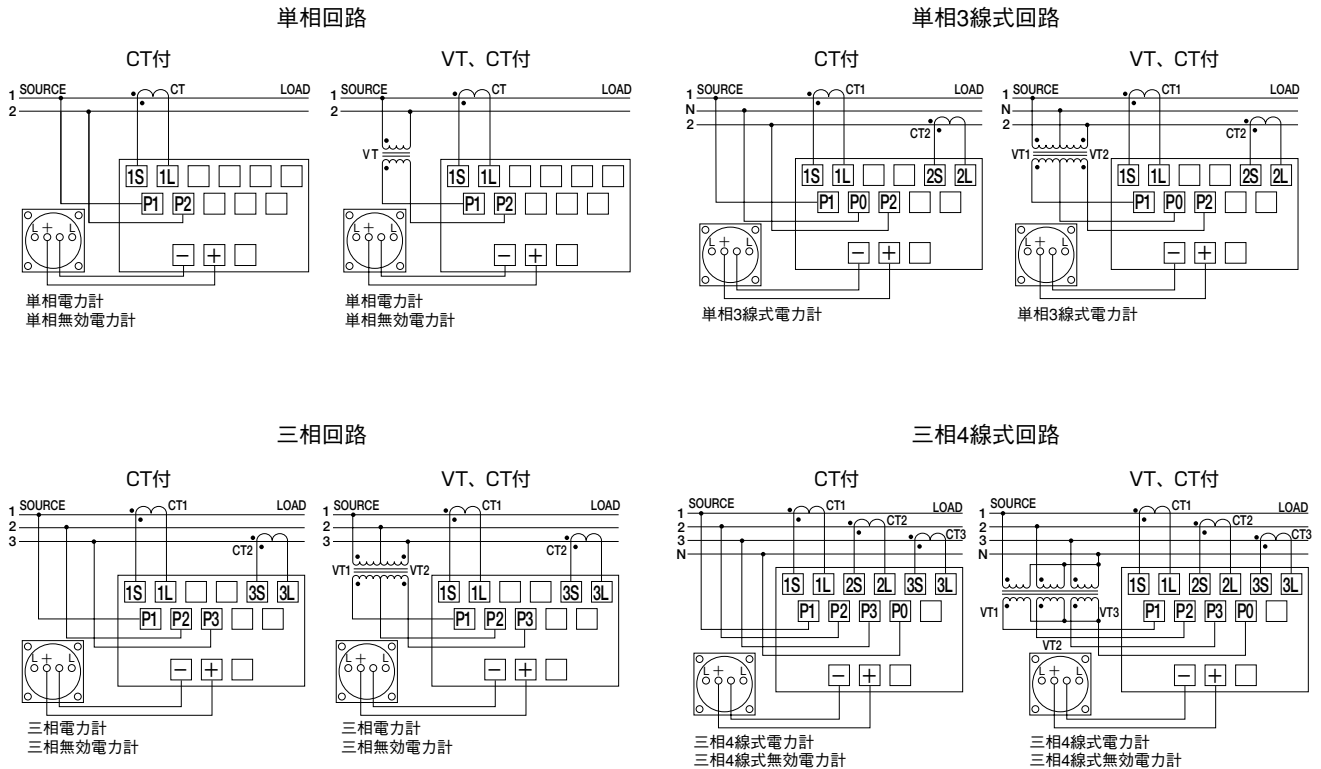 単相回路
CT付
1 SOURCE CT LOAD
2
1S 1L
P1 P2
L + L
− +
単相電力計
単相無効電力計
VT、CT付
1 SOURCE CT LOAD
2
VT
1S 1L
P1 P2
L + L
− +
単相電力計
単相無効電力計
単相3線式回路
CT付
1 SOURCE CT1 LOAD
N
2
CT2
1S 1L 2S 2L
P1 P0 P2
L + L
− +
単相3線式電力計
VT、CT付
1 SOURCE CT1 LOAD
N
2
CT2
VT1 VT2
1S 1L 2S 2L
P1 P0 P2
L + L
− +
単相3線式電力計
三相回路
CT付
1 SOURCE CT1 LOAD
2
3
CT2
1S 1L 3S 3L
P1 P2 P3
L + L
− +
三相電力計
三相無効電力計
VT、CT付
1 SOURCE CT1 LOAD
2
3
CT2
VT1 VT2
1S 1L 3S 3L
P1 P2 P3
L + L
− +
三相電力計
三相無効電力計
三相4線式回路
CT付
1 SOURCE CT1 LOAD
2 CT2
3 CT3
N
1S 1L 2S 2L 3S 3L
P1 P2 P3 P0
L + L
− +
三相4線式電力計
三相4線式無効電力計
VT、CT付
1 SOURCE CT1 LOAD
2 CT2
3 CT3
N
1S 1L 2S 2L 3S 3L
VT1 VT3
P1 P2 P3 P0
VT2
L + L
− +
三相4線式電力計
三相4線式無効電力計